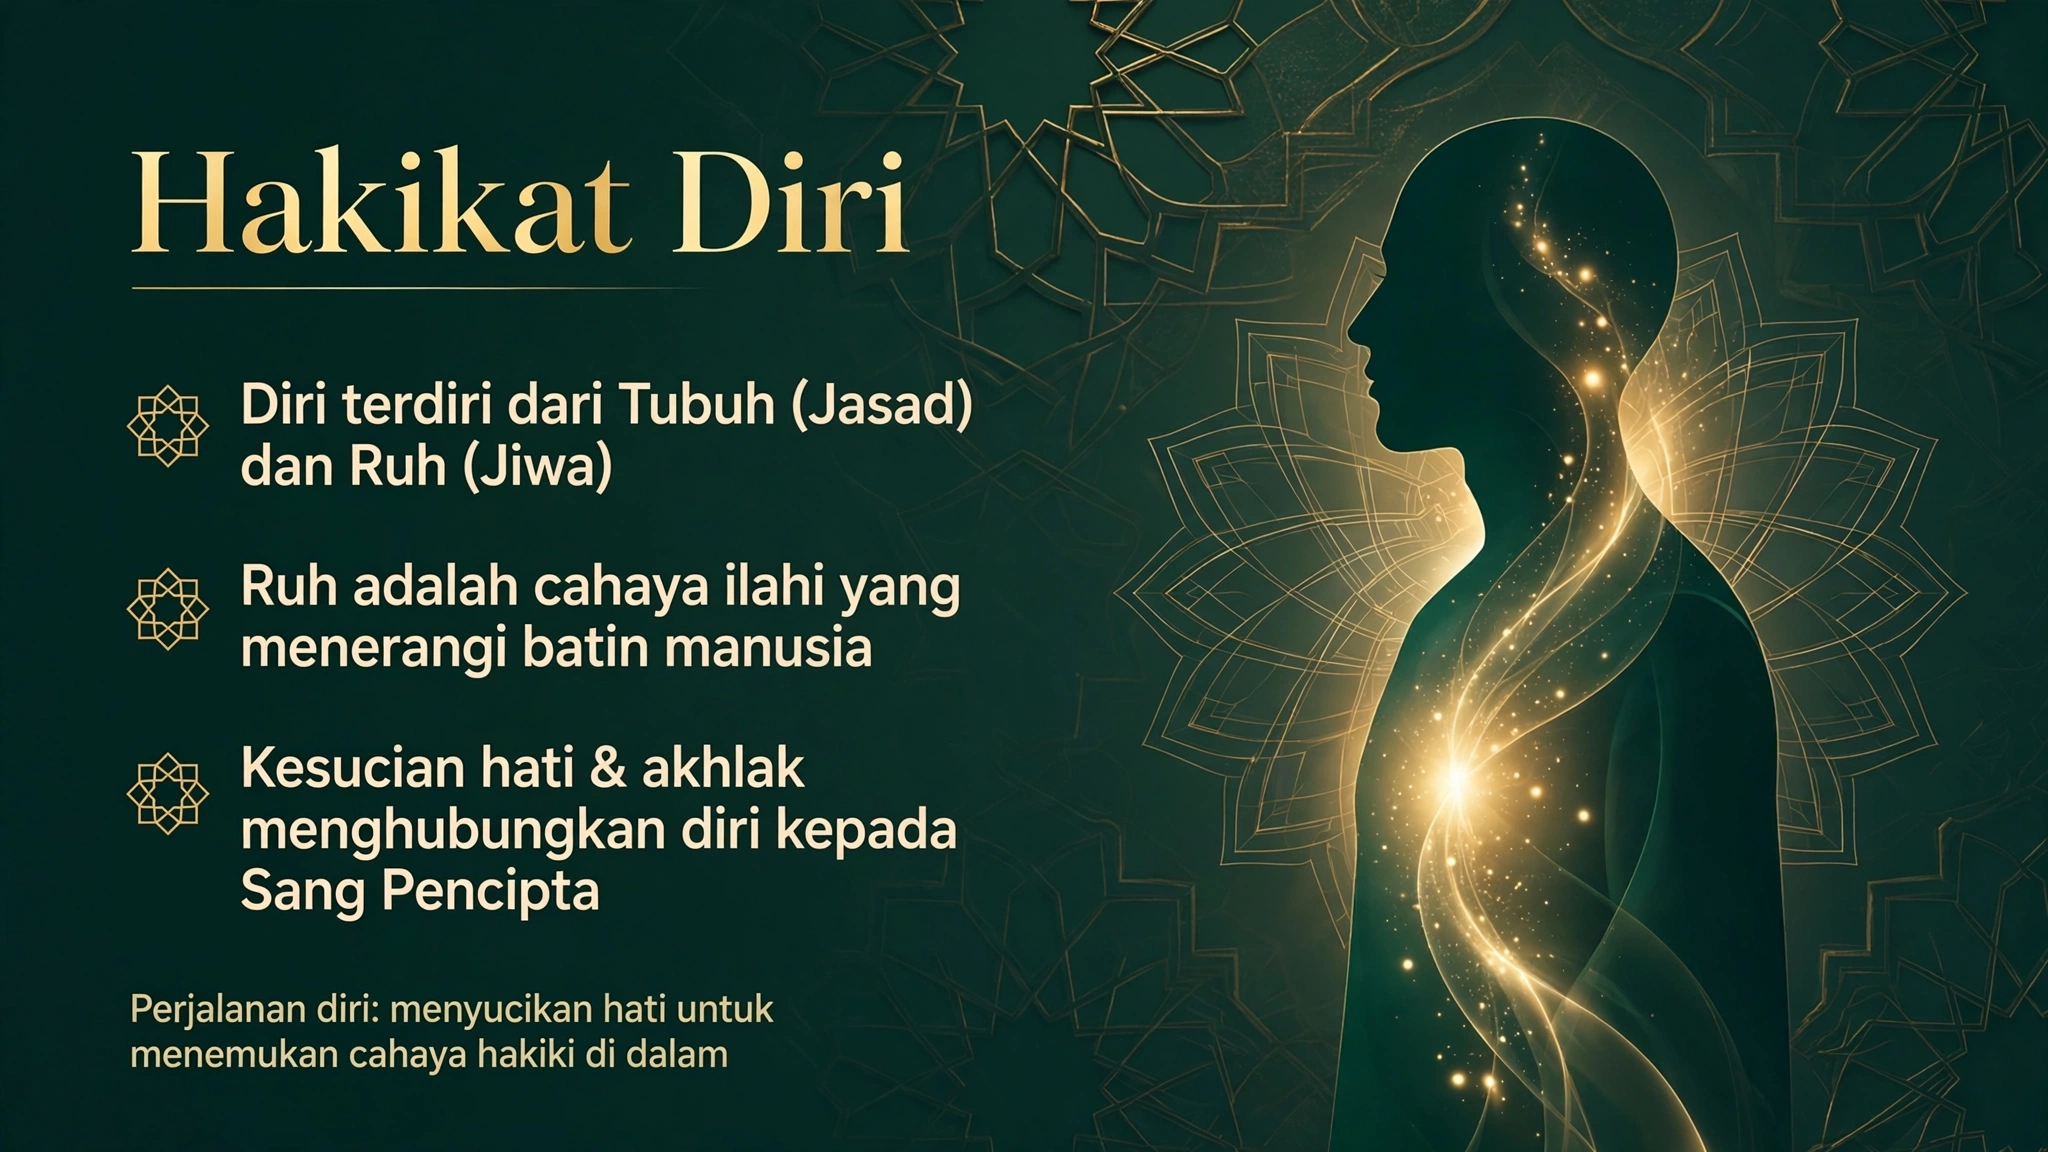 Hakikat Diri
Diri terdiri dari Tubuh (Jasad)
dan Ruh (Jiwa)
Ruh adalah cahaya ilahi yang
menerangi batin manusia
Kesucian hati & akhlak
menghubungkan diri kepada
Sang Pencipta
Perjalanan diri: menyucikan hati untuk
menemukan cahaya hakiki di dalam